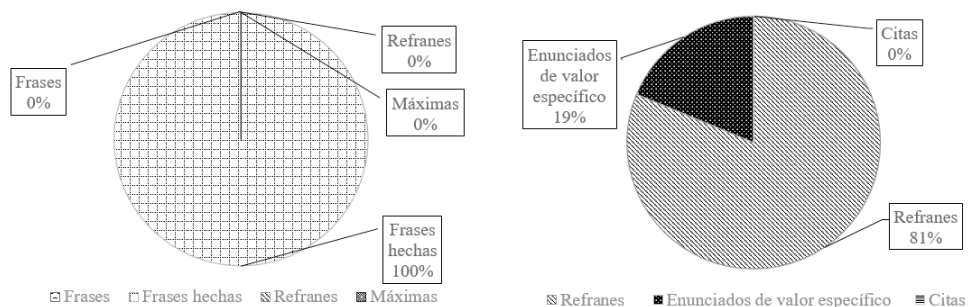 Refranes
0%
Frases
0%
Máximas
0%
Frases
hechas
100%
Frases Frases hechas Refranes Máximas
Enunciados
de valor
específico
19%
Citas
0%
Refranes
81%
Refranes Enunciados de valor específico Citas